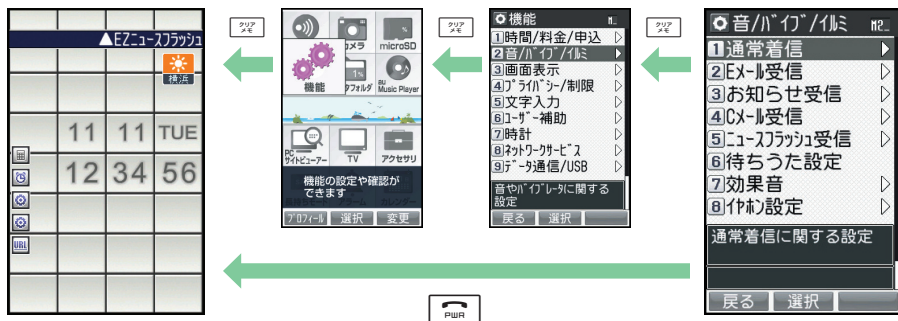 ▲EZﾆｭｰｽﾌﾗｯｼｭ
横浜
11 11 TUE
12 34 56
URL
クリア
メモ
カメラ
microSD
機能
データフォルダ
au
Music Player
PC
サイトビューアー
TV
アクセサリ
機能の設定や確認が
できます
ﾌﾟﾛﾌｨｰﾙ 選択 変更
クリア
メモ
機能
1時間/料金/申込
2音/ﾊﾞｲﾌﾞ/ｲﾙﾐ
3画面表示
4ﾌﾟﾗｲﾊﾞｼｰ/制限
5文字入力
6ﾕｰｻﾞｰ補助
7時計
8ﾈｯﾄﾜｰｸｻｰﾋﾞｽ
9ﾃﾞｰﾀ通信/USB
音やﾊﾞｲﾌﾞﾚｰﾀに関する
設定
戻る 選択
クリア
メモ
音/ﾊﾞｲﾌﾞ/ｲﾙﾐ M2_
1通常着信
2Eﾒｰﾙ受信
3お知らせ受信
4Cﾒｰﾙ受信
5ﾆｭｰｽﾌﾗｯｼｭ受信
6待ちうた設定
7効果音
8ｲﾔﾎﾝ設定
通常着信に関する設定
戻る 選択
PWR